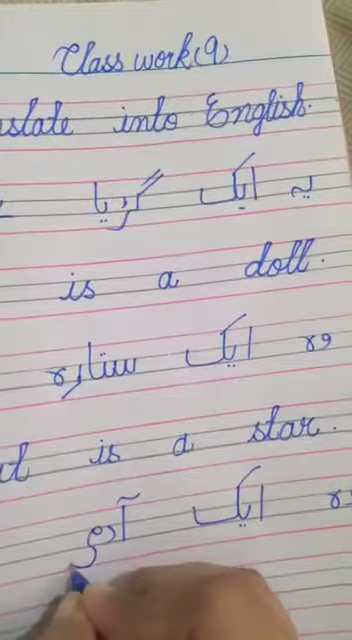 Class work (9)
slate into English.
یہ ایک گڑیا
is a doll.
وہ ایک ستارہ
at is a star.
وہ ایک آدمی